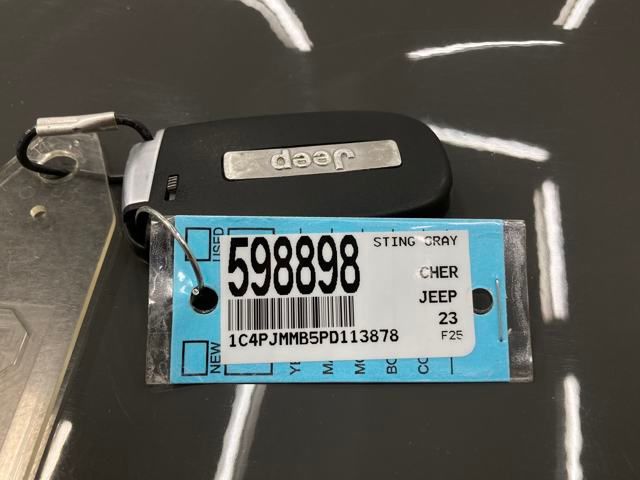 Jeep
USED
NEW
598898
STING GRAY
CHER
JEEP
23
F25
1C4PJMMB5PD113878